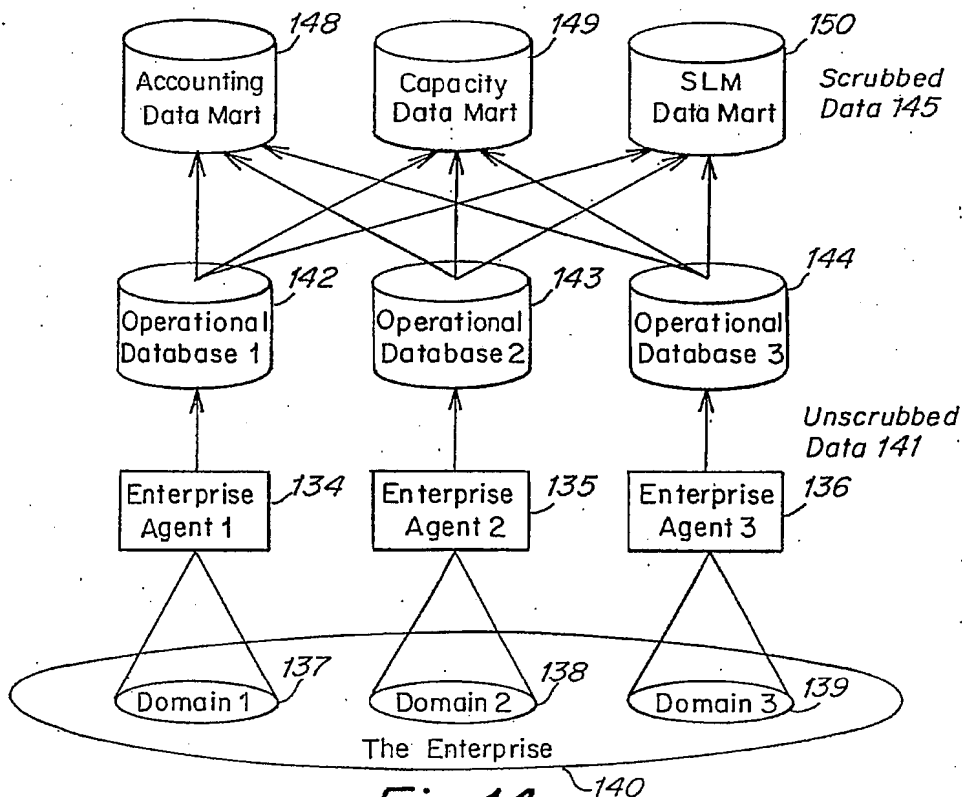 148
149
150
Accounting
Data Mart
Capacity
Data Mart
SLM
Data Mart
Scrubbed
Data 145
142
143
144
Operational
Database 1
Operational
Database 2
Operational
Database 3
Unscrubbed
Data 141
134
135
136
Enterprise
Agent 1
Enterprise
Agent 2
Enterprise
Agent 3
137
138
139
Domain 1
Domain 2
Domain 3
The Enterprise
140